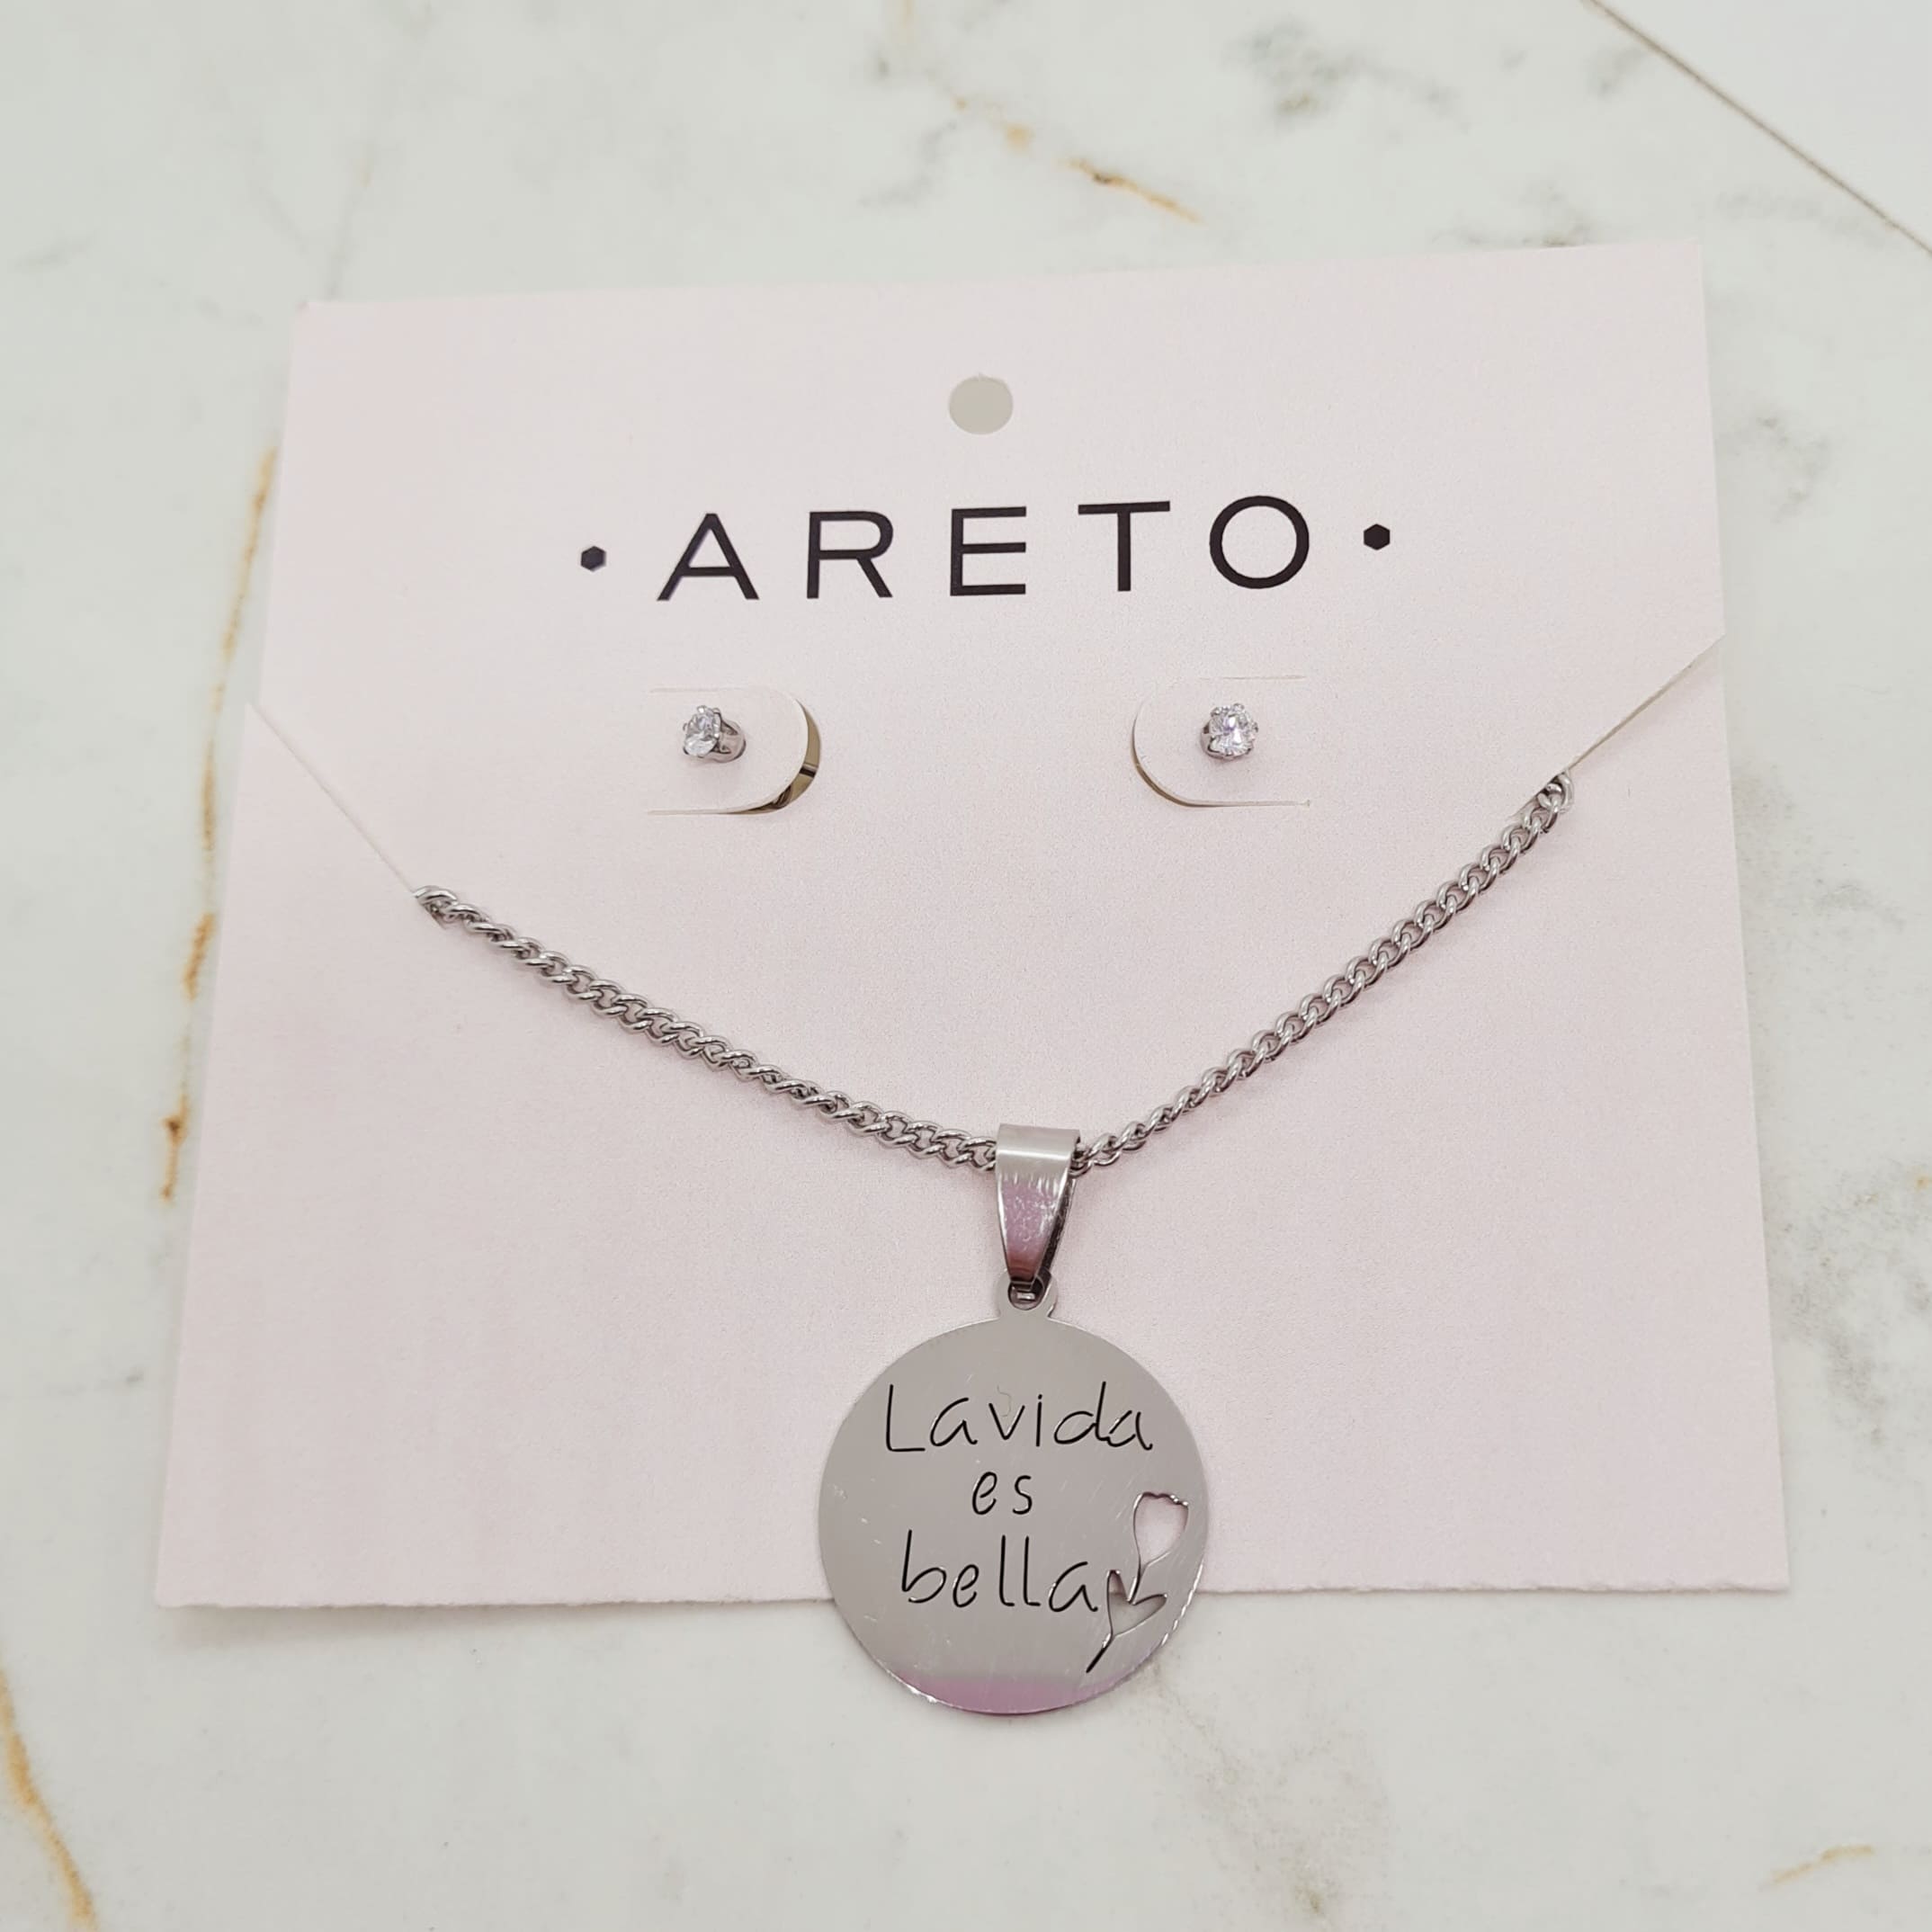 • ARETO •
La vida
es
bella